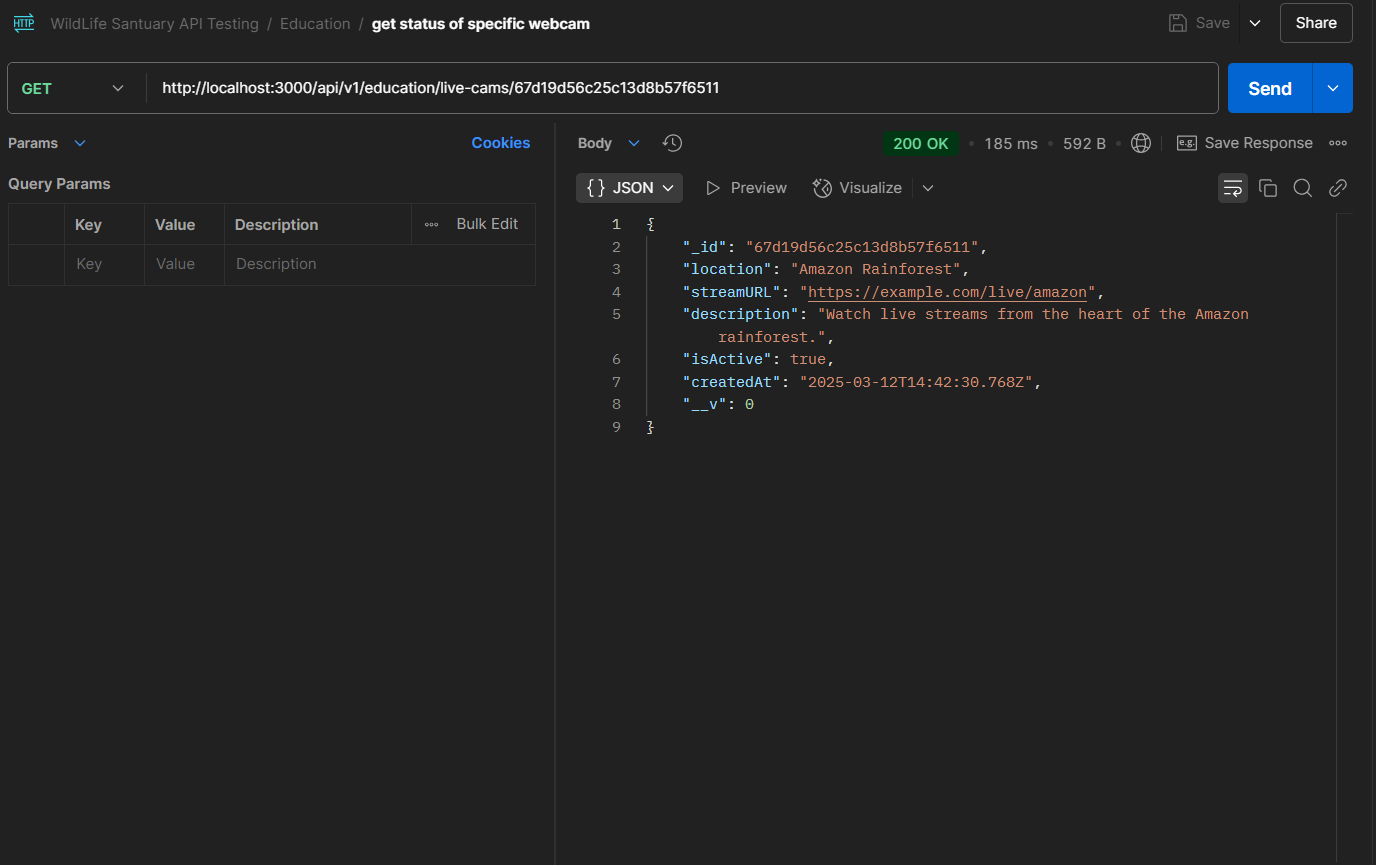 HTTP WildLife Santuary API Testing / Education / get status of specific webcam Save Share
GET http://localhost:3000/api/v1/education/live-cams/67d19d56c25c13d8b57f6511 Send
Params Cookies
Query Params
Key Value Description Bulk Edit
Key Value Description
Body 200 OK 185 ms 592 B e.g. Save Response
{} JSON Preview Visualize
1 {
2 "_id": "67d19d56c25c13d8b57f6511",
3 "location": "Amazon Rainforest",
4 "streamURL": "https://example.com/live/amazon",
5 "description": "Watch live streams from the heart of the Amazon
rainforest.",
6 "isActive": true,
7 "createdAt": "2025-03-12T14:42:30.768Z",
8 "__v": 0
9 }